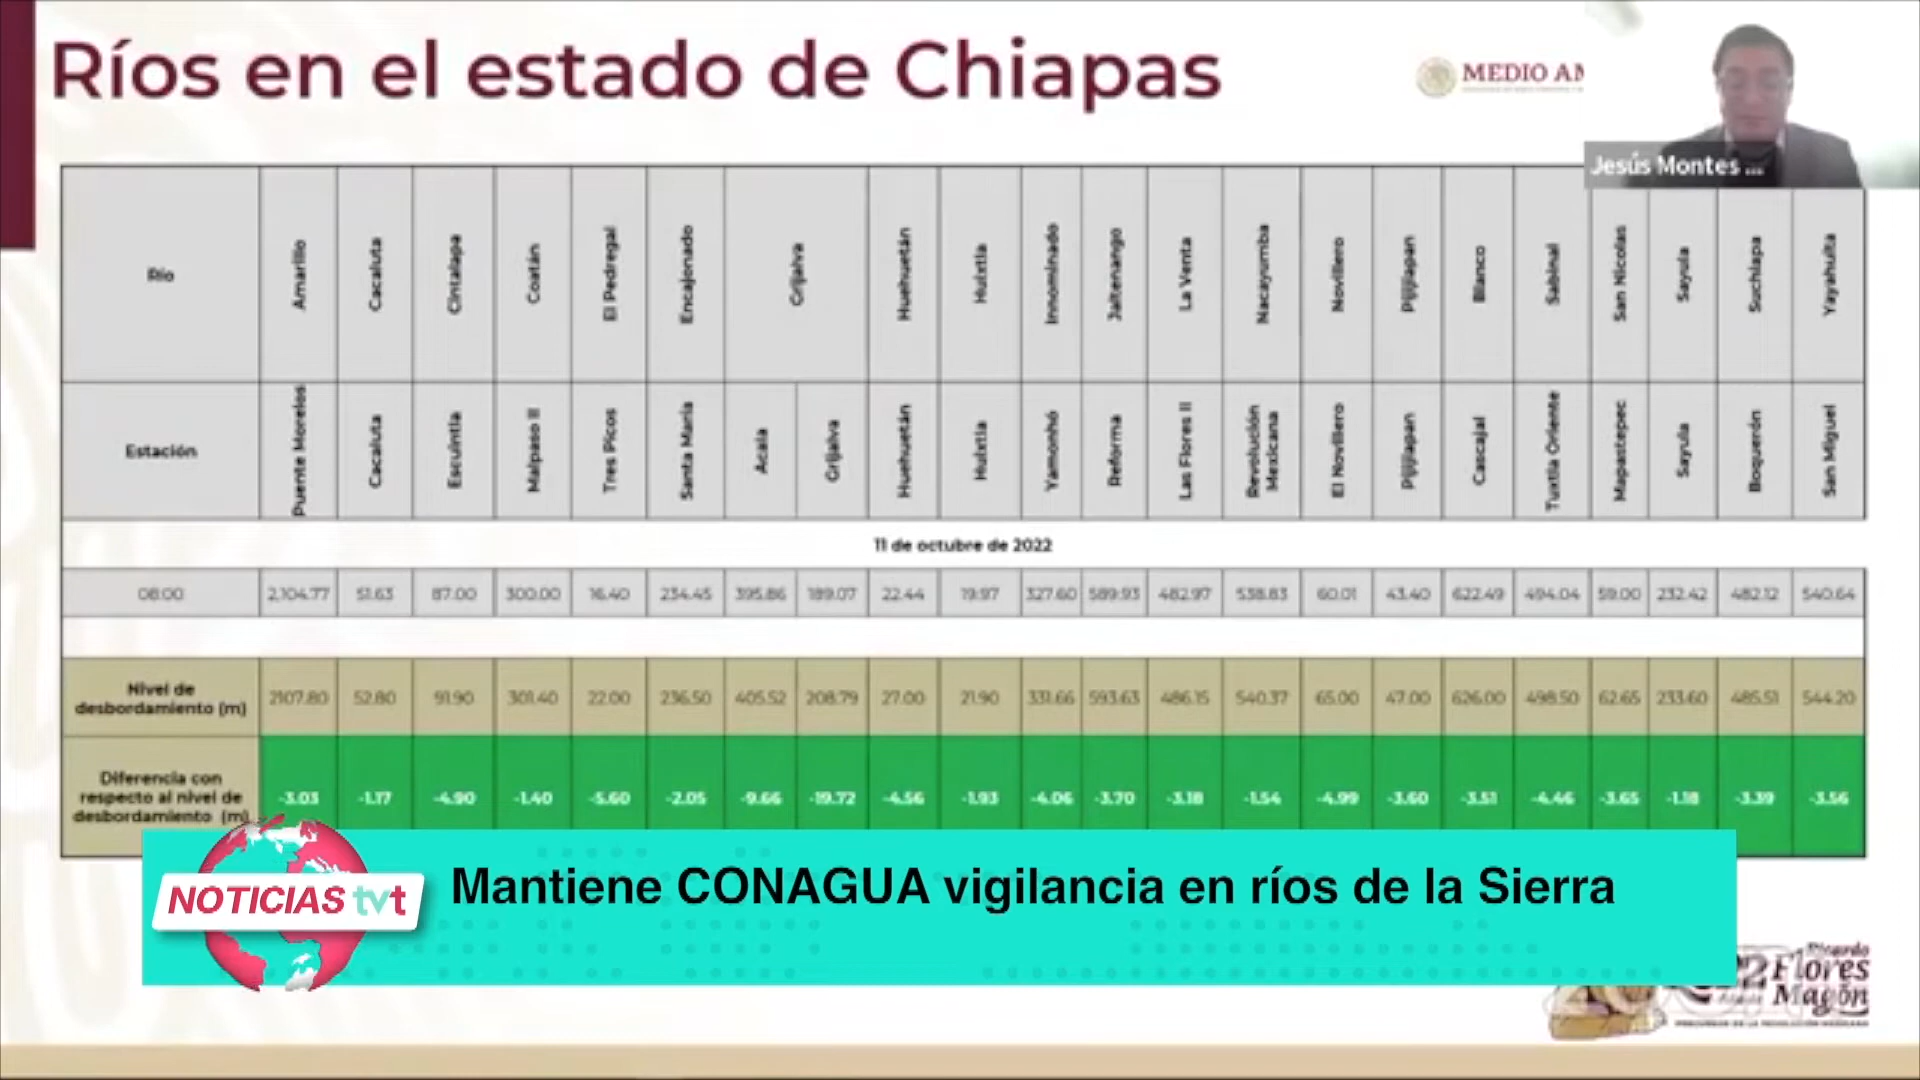 Ríos en el estado de Chiapas
MEDIO AM
Jesús Montes ...
Río Amarillo Cacaluta Cintalapa Coatán El Pedregal Encajonado Grijalva Huehuetán Huixtla Innominado Jaltenango La Venta Nacayumba Novillero Pijijiapan Blanco Sabinal San Nicolas Sayula Suchiapa Yayahuita
Estación Puente Morelos Cacaluta Escuintla Malpaso II Tres Picos Santa María Acala Grijalva Huehuetán Huixtla Yamonhó Reforma Las Flores II Revolución Mexicana El Novillero Pijijiapan Cascajal Tuxtla Oriente Mapastepec Sayula Boquerón San Miguel
11 de octubre de 2022
08:00 2,104.77 51.63 87.00 300.00 16.40 234.45 395.86 189.07 22.44 19.97 327.60 589.93 482.97 538.83 60.01 43.40 622.49 494.04 59.00 232.42 482.12 540.64
Nivel de
desbordamiento (m) 2107.80 52.80 91.90 301.40 22.00 236.50 405.52 208.79 27.00 21.90 331.66 593.63 486.15 540.37 65.00 47.00 626.00 498.50 62.65 233.60 485.51 544.20
Diferencia con
respecto al nivel de
desbordamiento (m) -3.03 -1.17 -4.90 -1.40 -5.60 -2.05 -9.66 -19.72 -4.56 -1.93 -4.06 -3.70 -3.18 -1.54 -4.99 -3.60 -3.51 -4.46 -3.65 -1.18 -3.39 -3.56
NOTICIAS tvt
Mantiene CONAGUA vigilancia en ríos de la Sierra
Ricardo
Flores
Magón